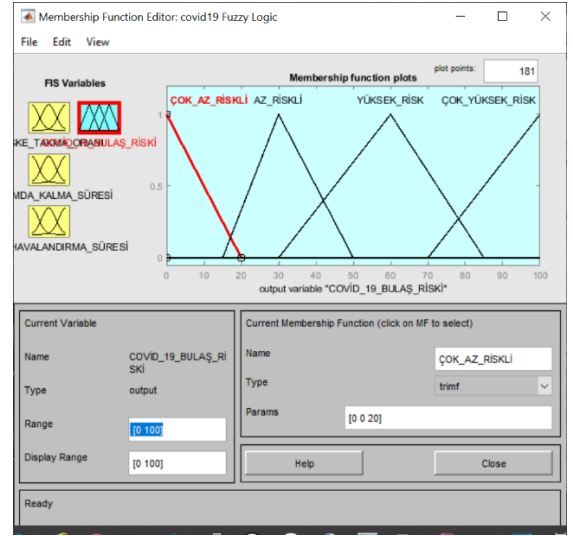 Membership Function Editor: covid19 Fuzzy Logic
File Edit View
FIS Variables
Membership function plots
plot points:
181
ÇOK_AZ_RİSKLİ AZ_RİSKLİ YÜKSEK_RİSK ÇOK_YÜKSEK_RİSK
1
0.5
0
0 10 20 30 40 50 60 70 80 90 100
output variable "COVİD_19_BULAŞ_RİSKİ"
MDA_KALMA_SÜRESİ
HAVALANDIRMA_SÜRESİ
Current Variable
Name
COVİD_19_BULAŞ_Rİ
SKİ
Type
output
Range
[0 100]
Display Range
[0 100]
Current Membership Function (click on MF to select)
Name
ÇOK_AZ_RİSKLİ
Type
trimf
Params
[0 0 20]
Help
Close
Ready